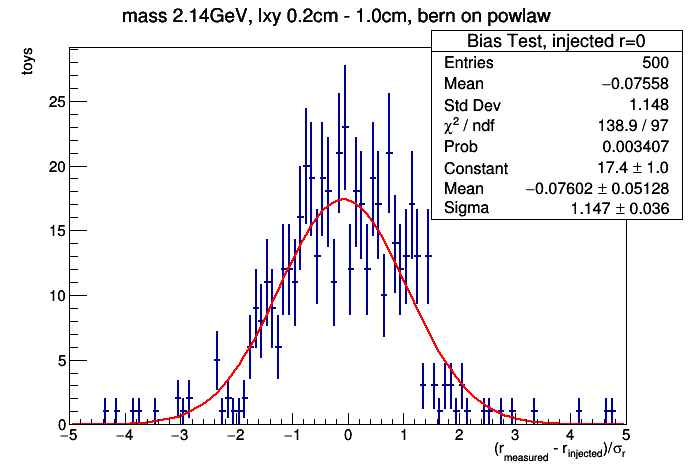 mass 2.14GeV, lxy 0.2cm - 1.0cm, bern on powlaw
Bias Test, injected r=0
Entries 500
Mean −0.07558
Std Dev 1.148
χ² / ndf 138.9 / 97
Prob 0.003407
Constant 17.4 ± 1.0
Mean −0.07602 ± 0.05128
Sigma 1.147 ± 0.036
toys
25
20
15
10
5
0
−5 −4 −3 −2 −1 0 1 2 3 4 5
(r_measured - r_injected)/σ_r